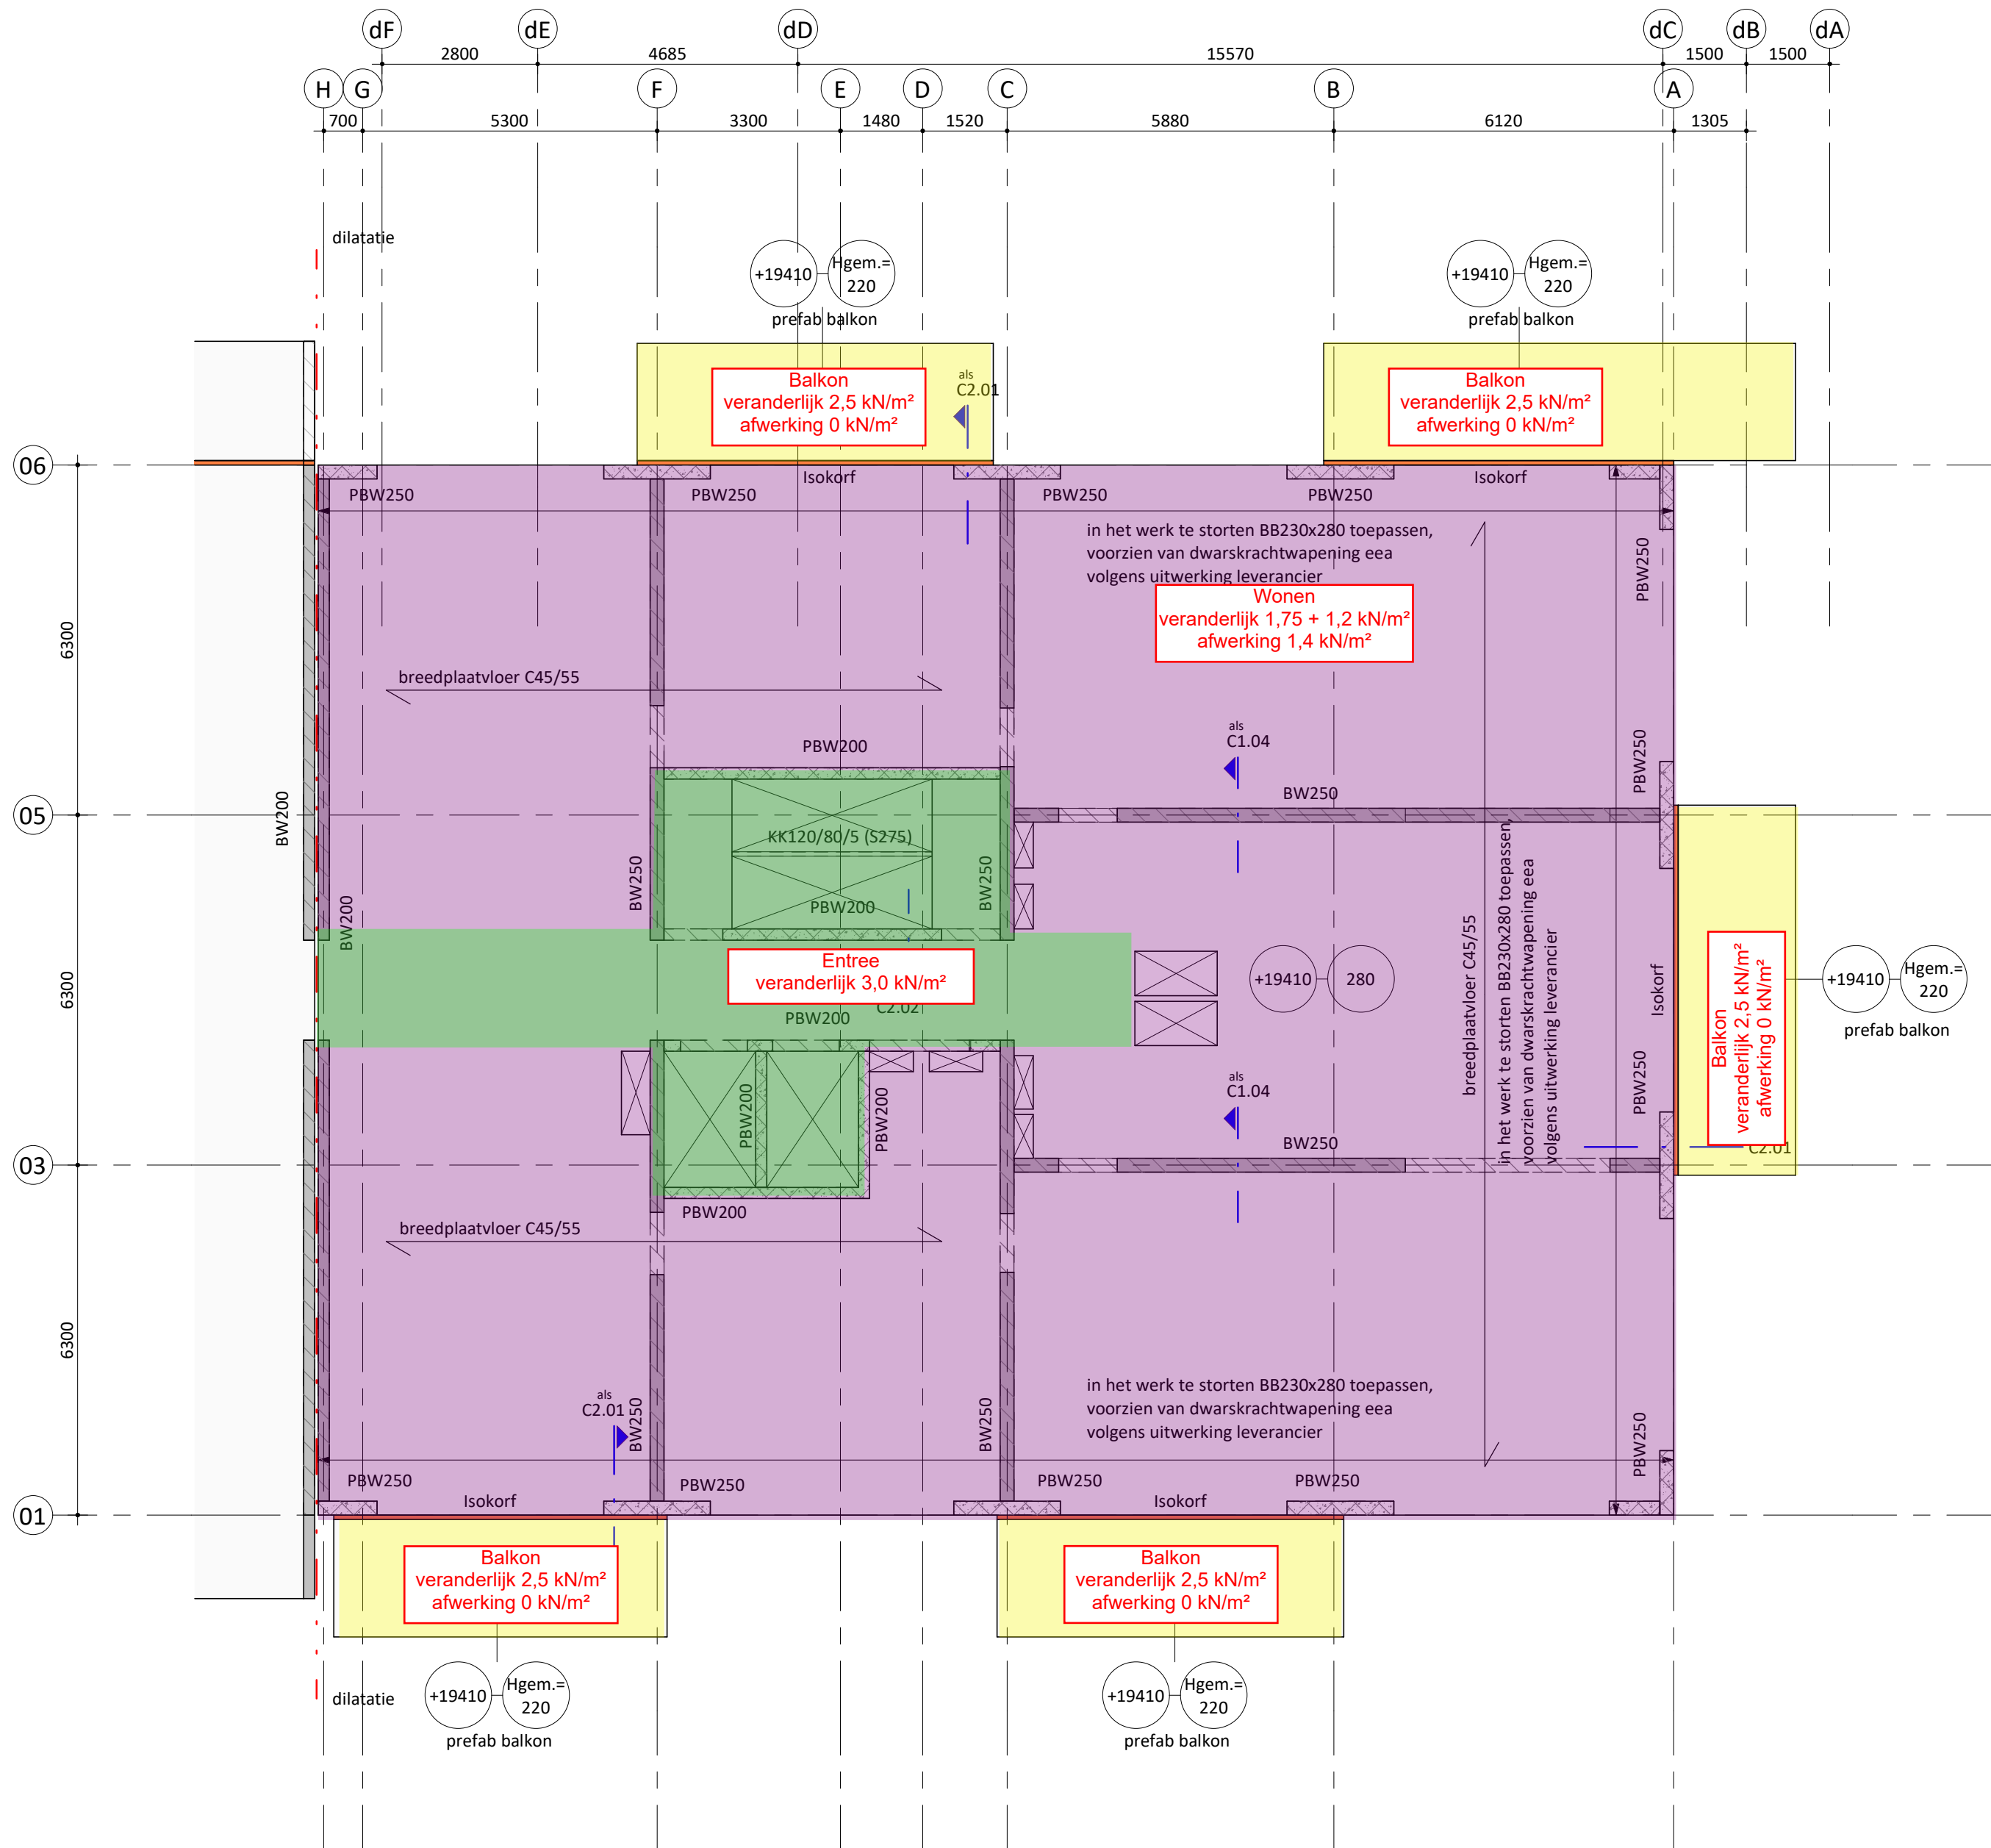 dF
dE
dD
dC
dB
dA
2800
4685
15570
1500
1500
H
G
F
E
D
C
B
A
700
5300
3300
1480
1520
5880
6120
1305
dilatatie
+19410
Hgem.=
220
prefab balkon
+19410
Hgem.=
220
prefab balkon
Balkon
veranderlijk 2,5 kN/m²
afwerking 0 kN/m²
als
C2.01
Balkon
veranderlijk 2,5 kN/m²
afwerking 0 kN/m²
06
Isokorf
Isokorf
PBW250
PBW250
PBW250
PBW250
in het werk te storten BB230x280 toepassen,
voorzien van dwarskrachtwapening eea
volgens uitwerking leverancier
PBW250
Wonen
veranderlijk 1,75 + 1,2 kN/m²
afwerking 1,4 kN/m²
6300
breedplaatvloer C45/55
als
C1.04
PBW200
PBW250
BW250
05
BW200
KK120/80/5 (S275)
BW250
BW250
PBW200
BW200
Entree
veranderlijk 3,0 kN/m²
C2.02
PBW200
+19410
280
breedplaatvloer C45/55
in het werk te storten BB230x280 toepassen,
voorzien van dwarskrachtwapening eea
volgens uitwerking leverancier
Isokorf
Balkon
veranderlijk 2,5 kN/m²
afwerking 0 kN/m²
C2.01
+19410
Hgem.=
220
prefab balkon
6300
als
C1.04
PBW200
PBW200
PBW250
BW250
03
PBW200
breedplaatvloer C45/55
6300
als
C2.01
BW250
BW250
in het werk te storten BB230x280 toepassen,
voorzien van dwarskrachtwapening eea
volgens uitwerking leverancier
PBW250
PBW250
PBW250
PBW250
PBW250
Isokorf
Isokorf
01
Balkon
veranderlijk 2,5 kN/m²
afwerking 0 kN/m²
Balkon
veranderlijk 2,5 kN/m²
afwerking 0 kN/m²
dilatatie
+19410
Hgem.=
220
prefab balkon
+19410
Hgem.=
220
prefab balkon